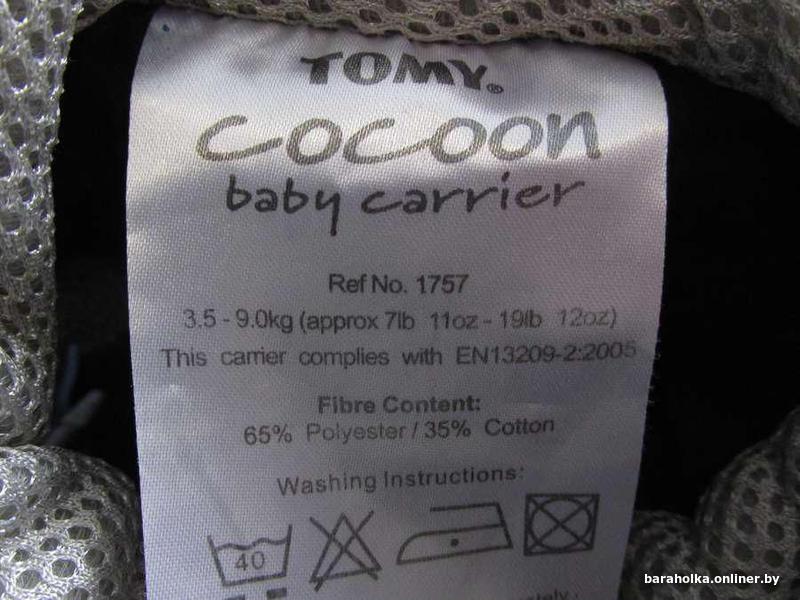 TOMY®
cocoon
baby carrier
Ref No. 1757
3.5 - 9.0kg (approx 7lb 11oz - 19lb 12oz)
This carrier complies with EN13209-2:2005
Fibre Content:
65% Polyester / 35% Cotton
Washing Instructions:
40
baraholka.onliner.by